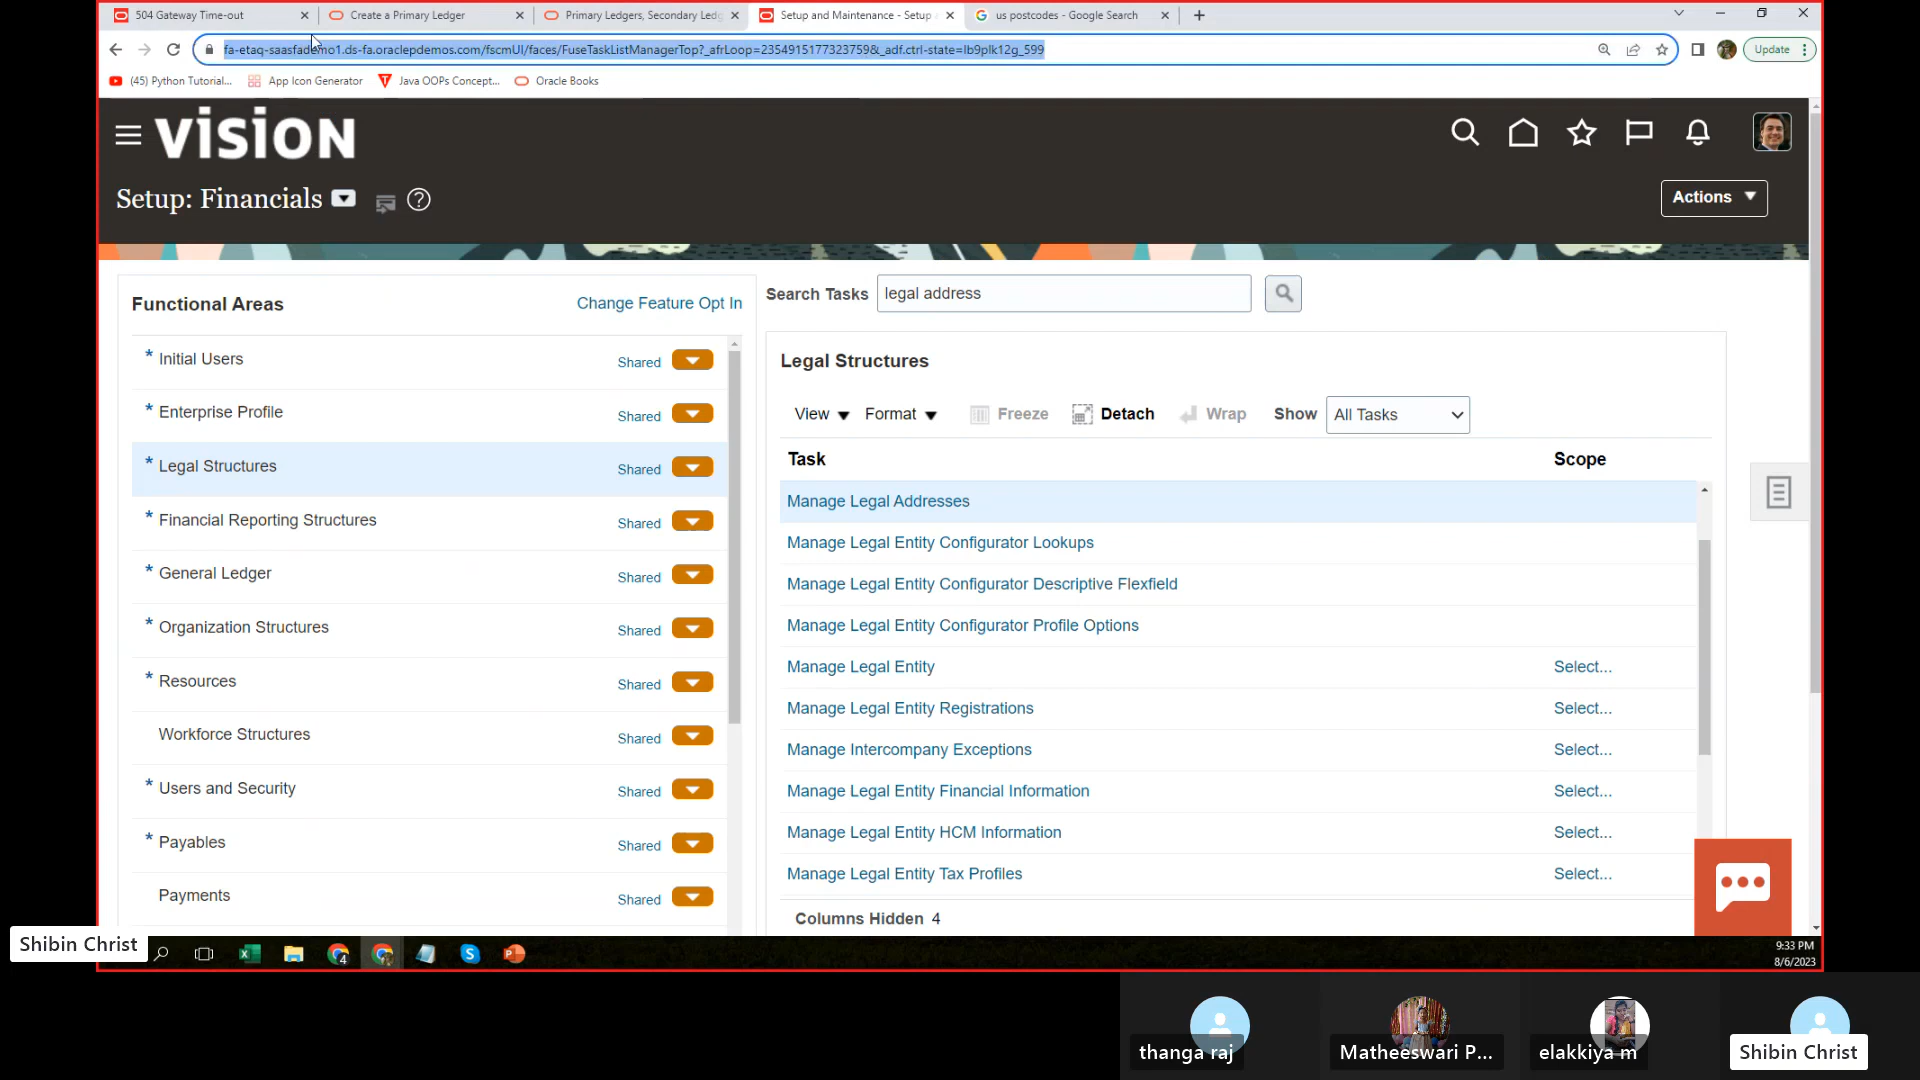 504 Gateway Time-out
Create a Primary Ledger
Primary Ledgers, Secondary Led
Setup and Maintenance - Setup
us postcodes - Google Search
fa-etaq-saasfademo1.ds-fa.oraclepdemos.com/fscmUI/faces/FuseTaskListManagerTop?_afrLoop=2354915177323759&_adf.ctrl-state=lb9plk12g_599
Update
(45) Python Tutorial...
App Icon Generator
Java OOPs Concept...
Oracle Books
VISION
Setup: Financials
Actions
Functional Areas
Change Feature Opt In
Search Tasks
legal address
* Initial Users Shared
* Enterprise Profile Shared
* Legal Structures Shared
* Financial Reporting Structures Shared
* General Ledger Shared
* Organization Structures Shared
* Resources Shared
Workforce Structures Shared
* Users and Security Shared
* Payables Shared
Payments Shared
Legal Structures
View Format Freeze Detach Wrap Show All Tasks
Task Scope
Manage Legal Addresses
Manage Legal Entity Configurator Lookups
Manage Legal Entity Configurator Descriptive Flexfield
Manage Legal Entity Configurator Profile Options
Manage Legal Entity Select...
Manage Legal Entity Registrations Select...
Manage Intercompany Exceptions Select...
Manage Legal Entity Financial Information Select...
Manage Legal Entity HCM Information Select...
Manage Legal Entity Tax Profiles Select...
Columns Hidden 4
Shibin Christ
9:33 PM
8/6/2023
thanga raj
Matheeswari P...
elakkiya m
Shibin Christ